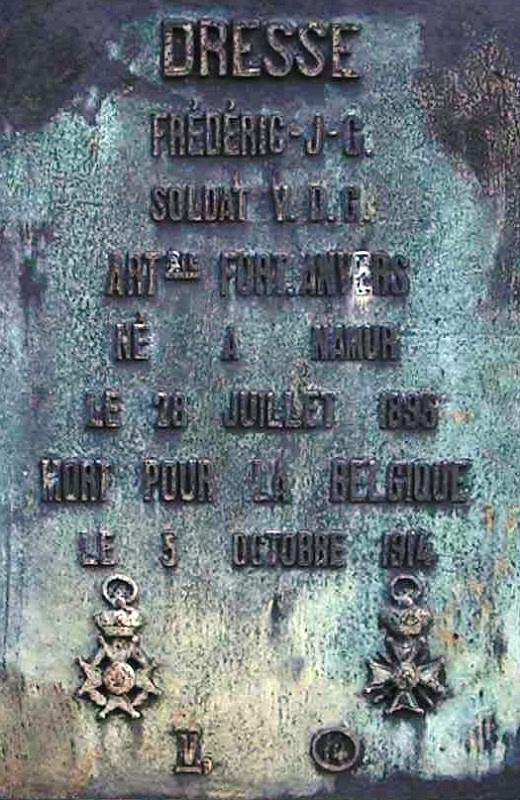 DRESSE
FRÉDÉRIC-J-G.
SOLDAT V.D.G.
ART FORT. ANVERS
NÉ A NAMUR
LE 28 JUILLET 1895
MORT POUR LA BELGIQUE
LE 5 OCTOBRE 1914